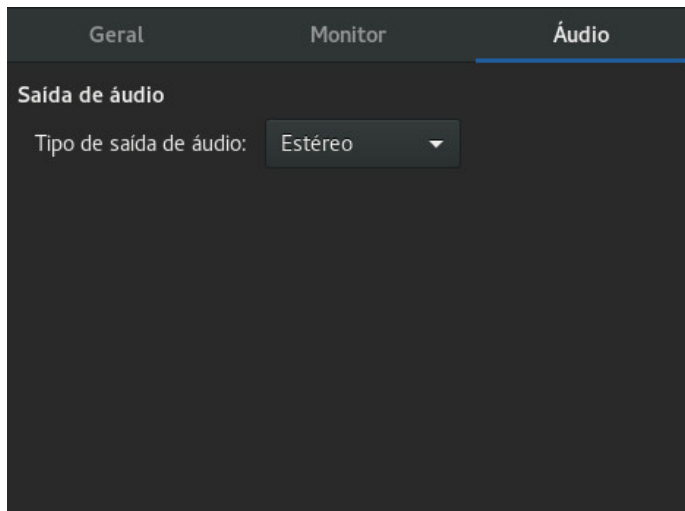 Geral Monitor Áudio
Saída de áudio
Tipo de saída de áudio: Estéreo